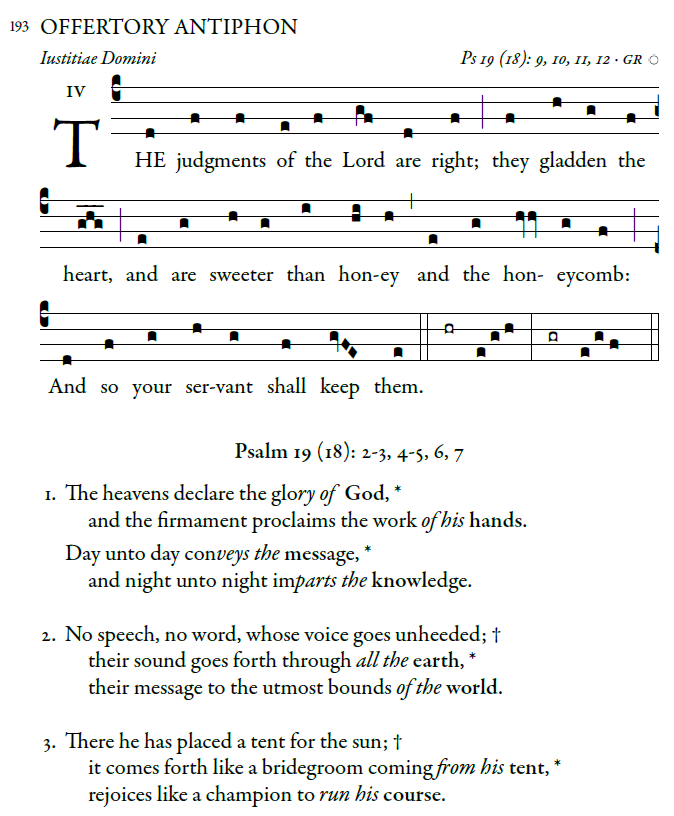 193 OFFERTORY ANTIPHON
Iustitiae Domini Ps 19 (18): 9, 10, 11, 12 · GR
IV
THE judgments of the Lord are right; they gladden the
heart, and are sweeter than hon-ey and the hon- eycomb:
And so your ser-vant shall keep them.
Psalm 19 (18): 2-3, 4-5, 6, 7
1. The heavens declare the glory of God, *
and the firmament proclaims the work of his hands.
Day unto day conveys the message, *
and night unto night imparts the knowledge.
2. No speech, no word, whose voice goes unheeded; †
their sound goes forth through all the earth, *
their message to the utmost bounds of the world.
3. There he has placed a tent for the sun; †
it comes forth like a bridegroom coming from his tent, *
rejoices like a champion to run his course.